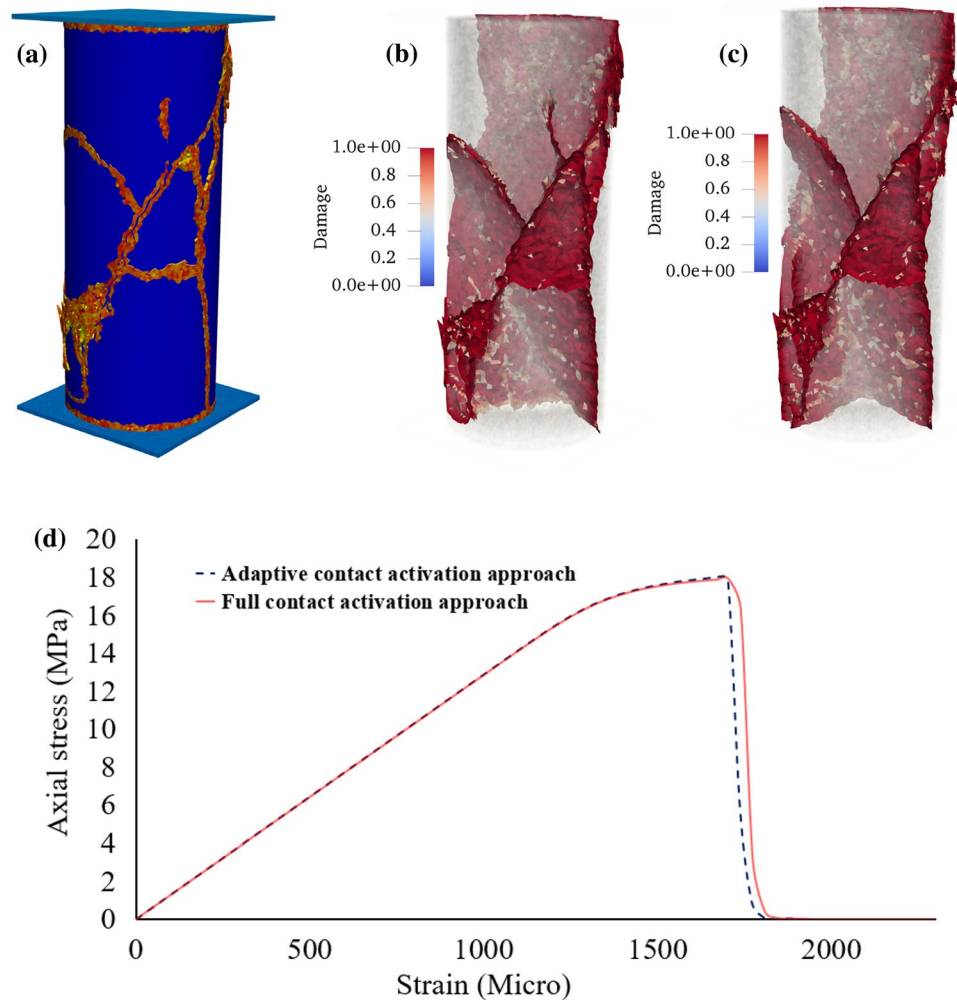 (a)
(b)
(c)
1.0e+00
0.8
0.6
0.4
0.2
0.0e+00
Damage
1.0e+00
0.8
0.6
0.4
0.2
0.0e+00
Damage
(d)
20
18
16
14
12
10
8
6
4
2
0
Axial stress (MPa)
Adaptive contact activation approach
Full contact activation approach
0
500
1000
1500
2000
Strain (Micro)